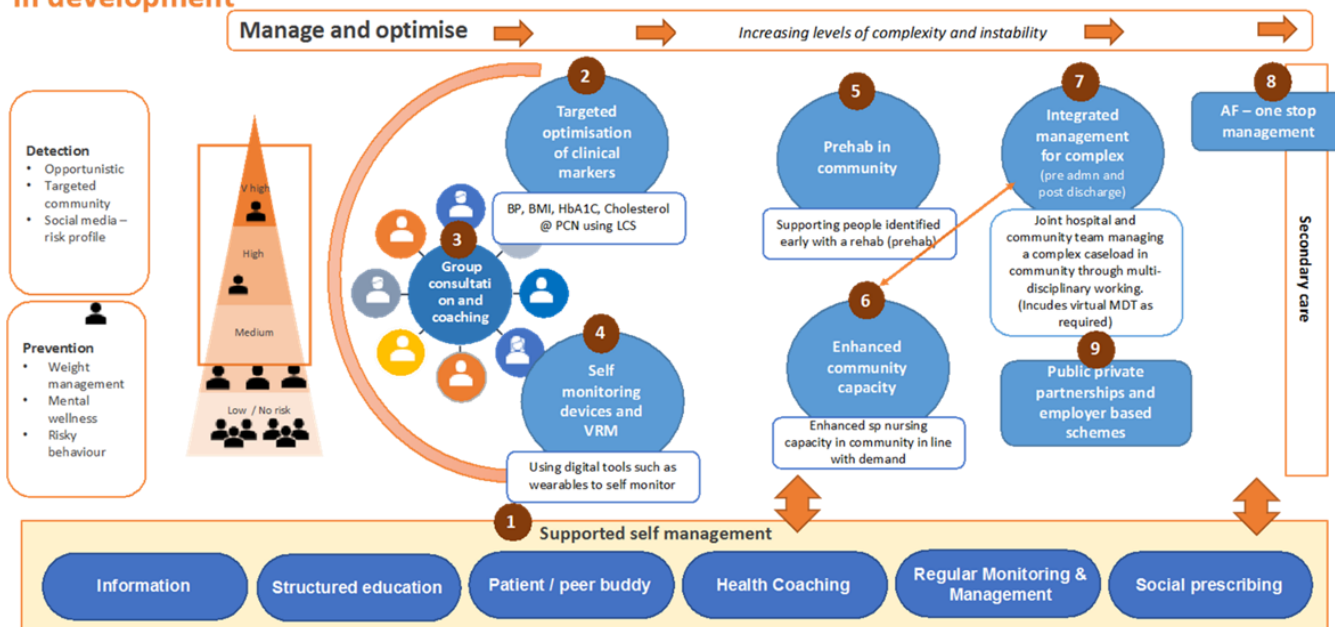 In development
Manage and optimise
Increasing levels of complexity and instability
Detection
• Opportunistic
• Targeted
community
• Social media –
risk profile
Prevention
• Weight
management
• Mental
wellness
• Risky
behaviour
V high
High
Medium
Low / No risk
2
Targeted
optimisation
of clinical
markers
BP, BMI, HbA1C, Cholesterol
@ PCN using LCS
3
Group
consultati
on and
coaching
4
Self
monitoring
devices and
VRM
Using digital tools such as
wearables to self monitor
5
Prehab in
community
Supporting people identified
early with a rehab (prehab)
6
Enhanced
community
capacity
Enhanced sp nursing
capacity in community in line
with demand
7
Integrated
management
for complex
(pre admn and
post discharge)
Joint hospital and
community team managing
a complex caseload in
community through multi-
disciplinary working.
(Incudes virtual MDT as
required)
9
Public private
partnerships and
employer based
schemes
8
AF – one stop
management
Secondary care
1
Supported self management
Information
Structured education
Patient / peer buddy
Health Coaching
Regular Monitoring &
Management
Social prescribing